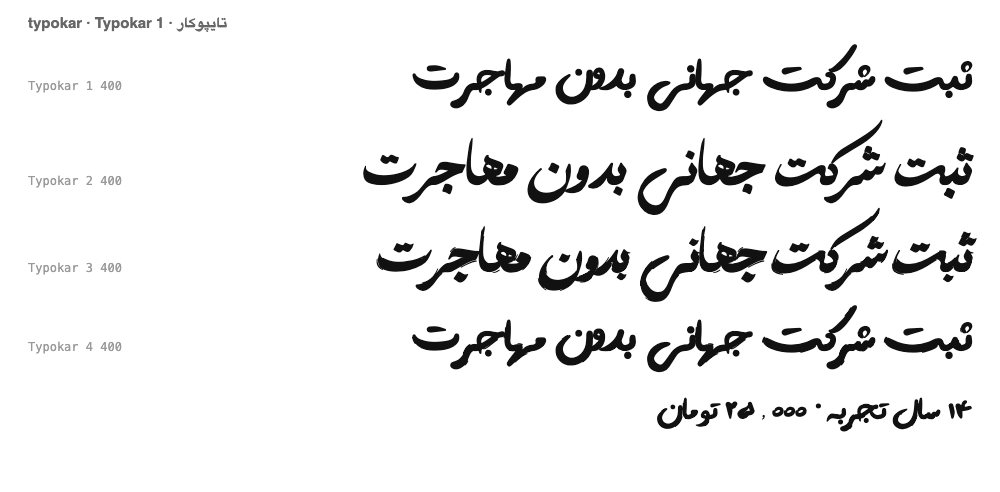 typokar · Typokar 1 · تایپوکار
Typokar 1 400
ثبت شرکت جهانی بدون مهاجرت
Typokar 2 400
ثبت شرکت جهانی بدون مهاجرت
Typokar 3 400
ثبت شرکت جهانی بدون مهاجرت
Typokar 4 400
ثبت شرکت جهانی بدون مهاجرت
۱۴ سال تجربه · ۲۵۰,۰۰۰ تومان